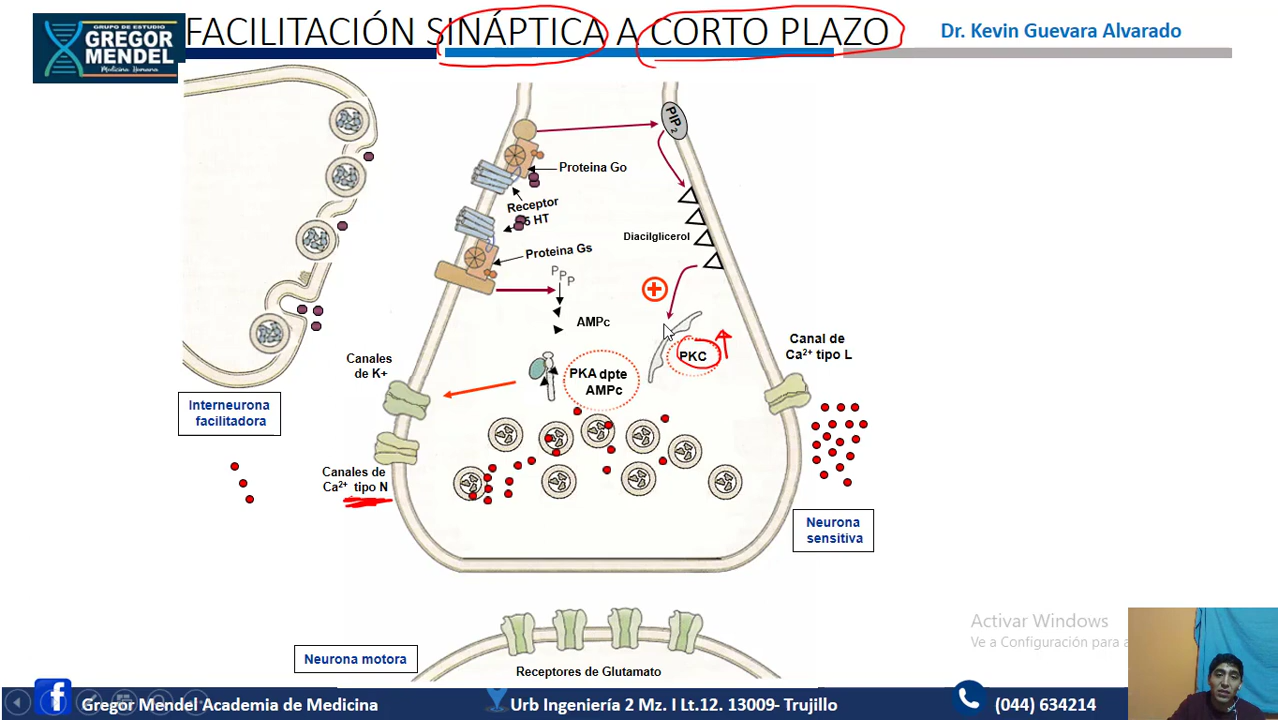 GRUPO DE ESTUDIO
GREGOR
MENDEL
Medicina Humana
FACILITACIÓN SINÁPTICA A CORTO PLAZO
Dr. Kevin Guevara Alvarado
PIP2
Proteina Go
Receptor
5 HT
Diacilglicerol
Proteina Gs
P P P
AMPc
PKC
Canal de
Ca2+ tipo L
Canales
de K+
PKA dpte
AMPc
Interneurona
facilitadora
Canales de
Ca2+ tipo N
Neurona
sensitiva
Activar Windows
Ve a Configuración para a
Neurona motora
Receptores de Glutamato
Gregor Mendel Academia de Medicina
Urb Ingeniería 2 Mz. I Lt.12. 13009- Trujillo
(044) 634214